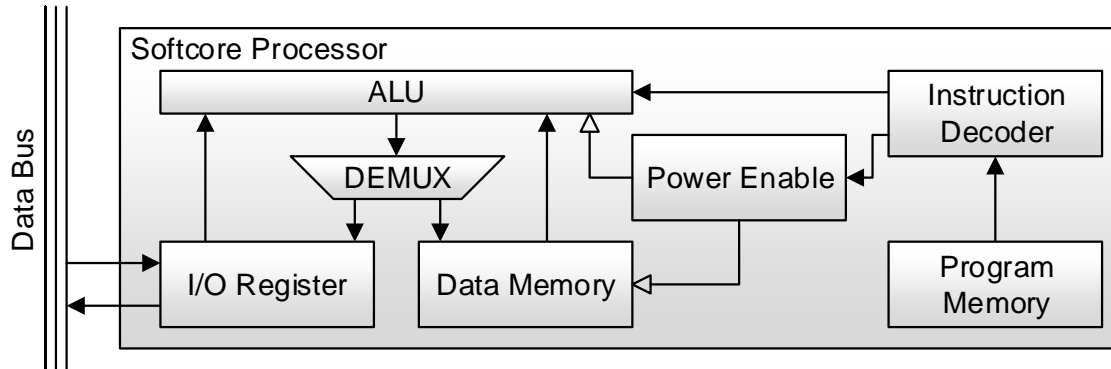 Data Bus
Softcore Processor
ALU
Instruction
Decoder
DEMUX
Power Enable
I/O Register
Data Memory
Program
Memory